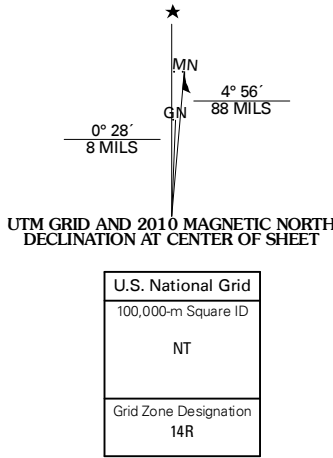 MN
4° 56´
88 MILS
GN
0° 28´
8 MILS
UTM GRID AND 2010 MAGNETIC NORTH
DECLINATION AT CENTER OF SHEET
U.S. National Grid
100,000-m Square ID
NT
Grid Zone Designation
14R